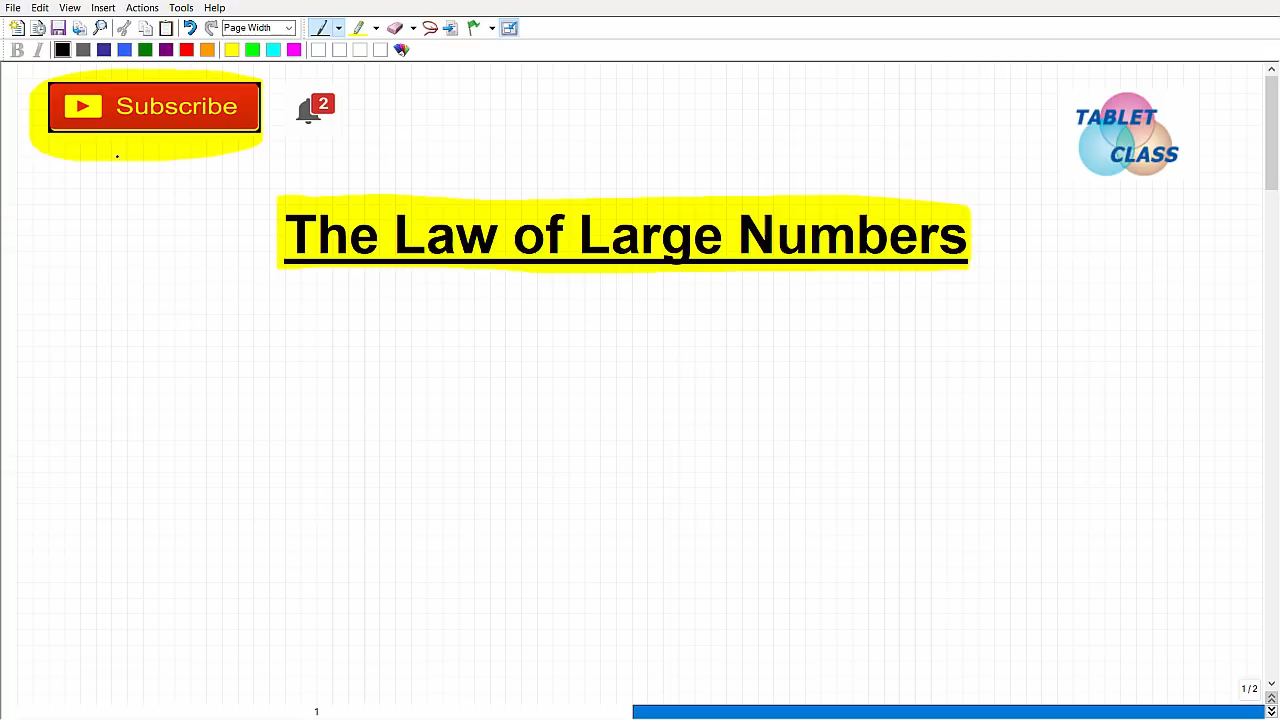 File Edit View Insert Actions Tools Help
Page Width
B I
Subscribe
2
TABLET
CLASS
The Law of Large Numbers
1/2
1